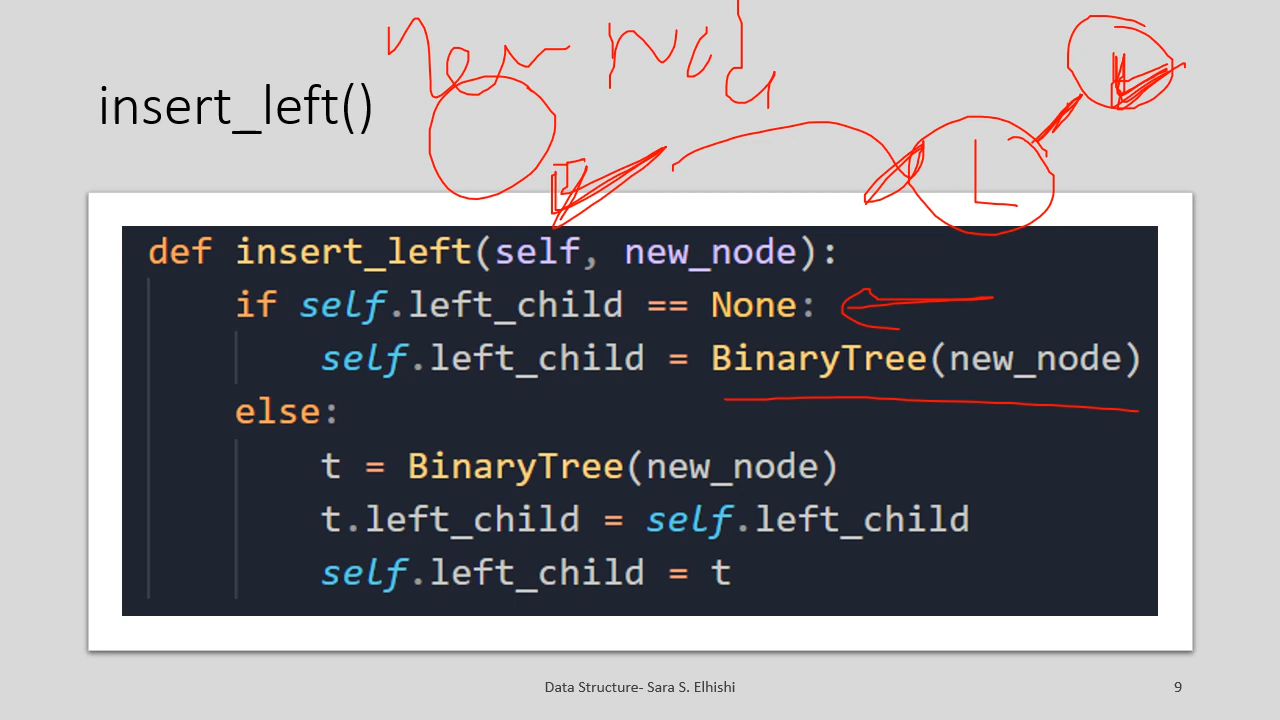 new Node
insert_left()
L
def insert_left(self, new_node):
    if self.left_child == None:
        self.left_child = BinaryTree(new_node)
    else:
        t = BinaryTree(new_node)
        t.left_child = self.left_child
        self.left_child = t
Data Structure- Sara S. Elhishi
9